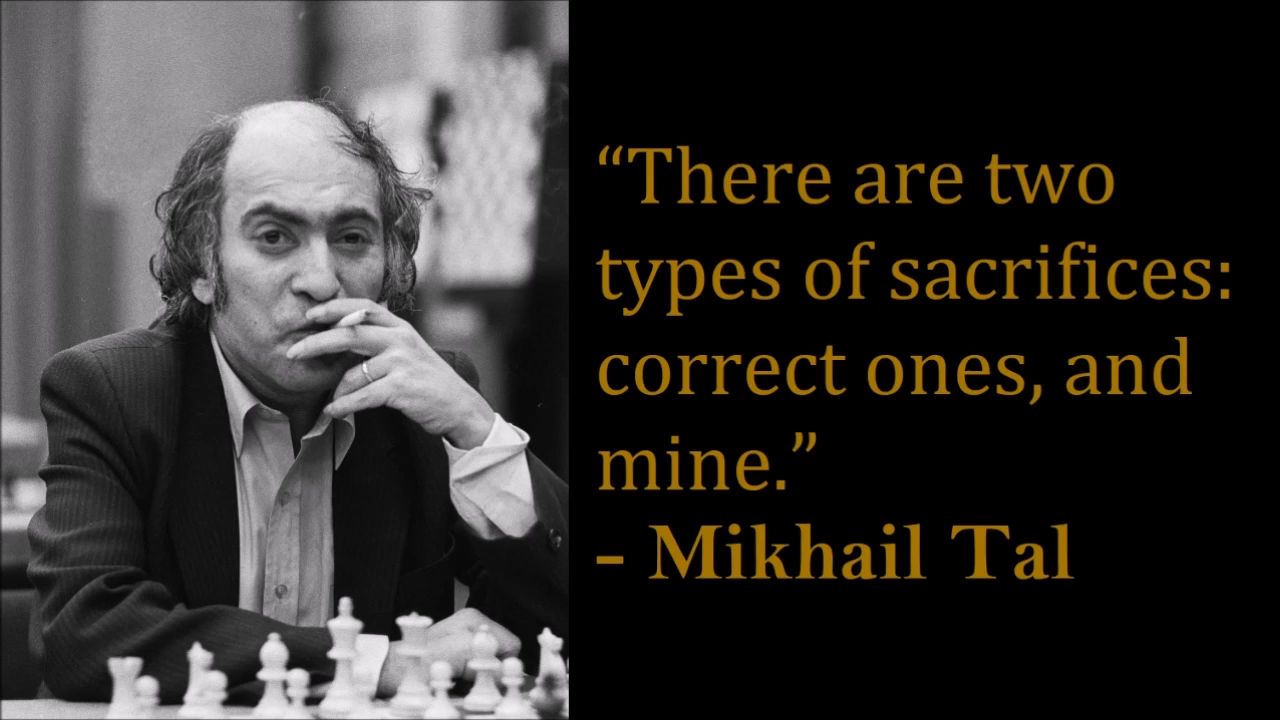 “There are two
types of sacrifices:
correct ones, and
mine.”
- Mikhail Tal